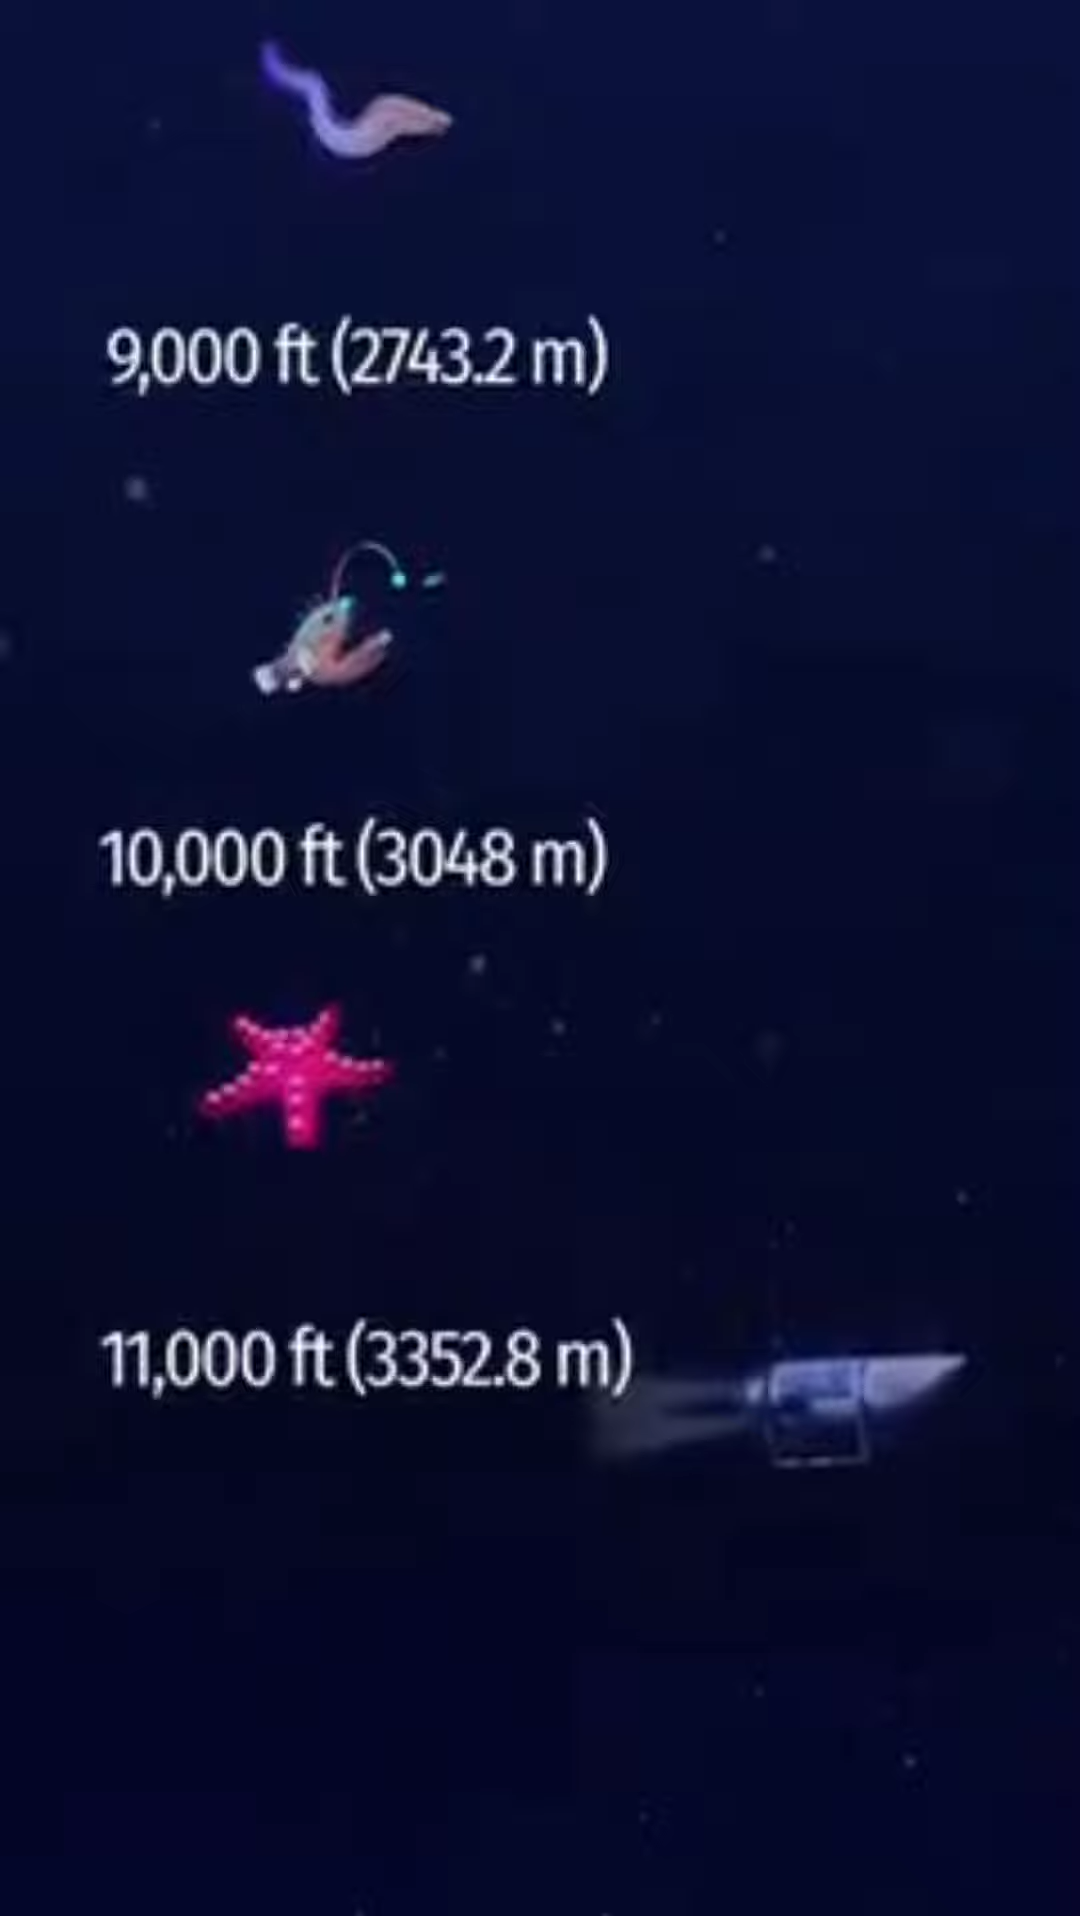 9,000 ft (2743.2 m)
10,000 ft (3048 m)
11,000 ft (3352.8 m)